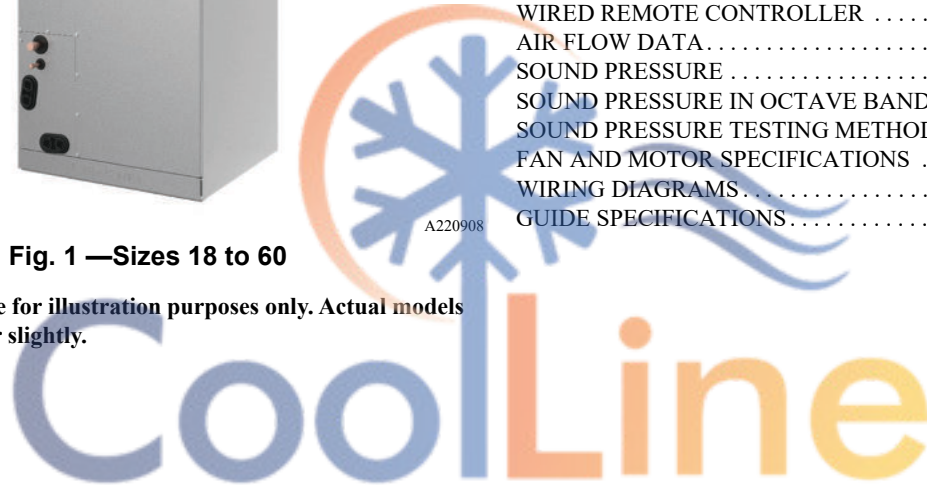 WIRED REMOTE CONTROLLER . . . . .
AIR FLOW DATA. . . . . . . . . . . . . . . . . . .
SOUND PRESSURE . . . . . . . . . . . . . . . . .
SOUND PRESSURE IN OCTAVE BAND
SOUND PRESSURE TESTING METHOD
FAN AND MOTOR SPECIFICATIONS .
WIRING DIAGRAMS. . . . . . . . . . . . . . . .
GUIDE SPECIFICATIONS. . . . . . . . . . . .
A220908
Fig. 1 —Sizes 18 to 60
for illustration purposes only. Actual models
slightly.
CoolLine